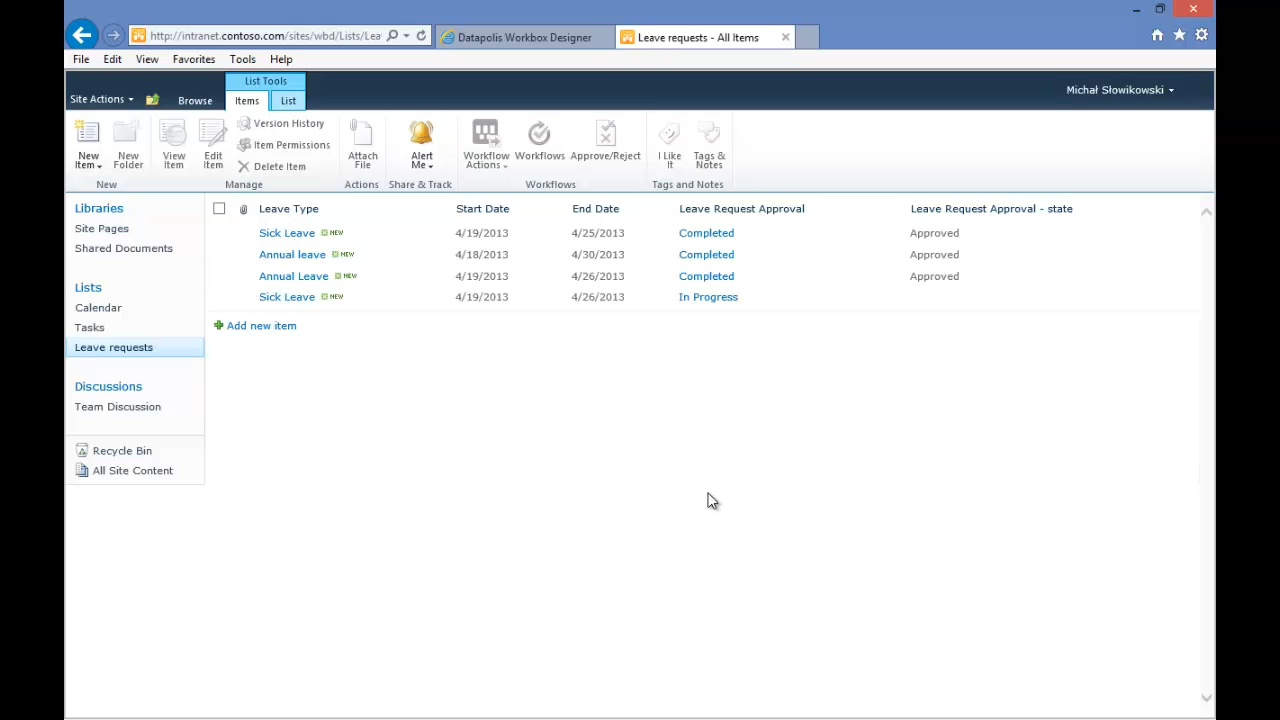 http://intranet.contoso.com/sites/wbd/Lists/Lea
Datapolis Workbox Designer
Leave requests - All Items
File Edit View Favorites Tools Help
List Tools
Site Actions Browse Items List
Michał Słowikowski
New Item
New Folder
View Item
Edit Item
Version History
Item Permissions
Delete Item
Attach File
Alert Me
Workflow Actions
Workflows
Approve/Reject
I Like It
Tags & Notes
New Manage Actions Share & Track Workflows Tags and Notes
Libraries
Site Pages
Shared Documents
Lists
Calendar
Tasks
Leave requests
Discussions
Team Discussion
Recycle Bin
All Site Content
Leave Type Start Date End Date Leave Request Approval Leave Request Approval - state
Sick Leave NEW 4/19/2013 4/25/2013 Completed Approved
Annual leave NEW 4/18/2013 4/30/2013 Completed Approved
Annual Leave NEW 4/19/2013 4/26/2013 Completed Approved
Sick Leave NEW 4/19/2013 4/26/2013 In Progress
Add new item